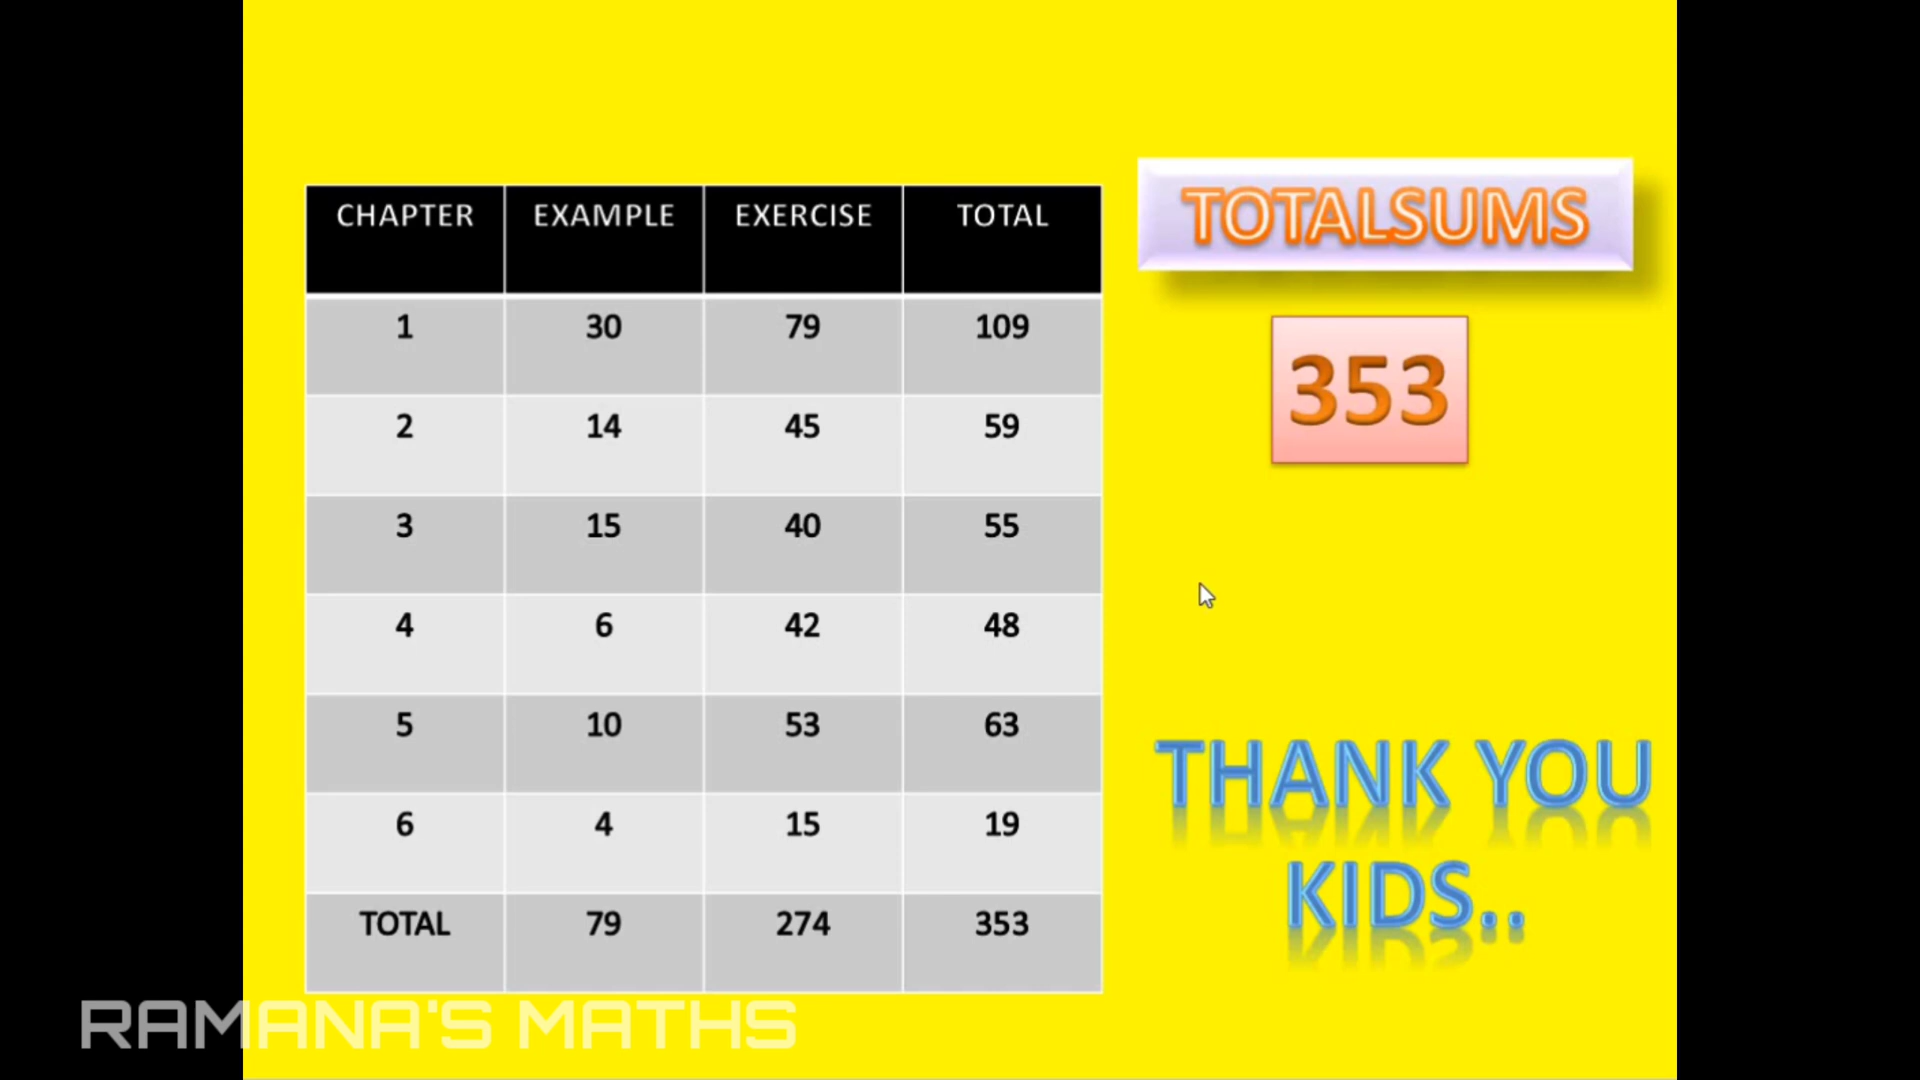 CHAPTER EXAMPLE EXERCISE TOTAL
1 30 79 109
2 14 45 59
3 15 40 55
4 6 42 48
5 10 53 63
6 4 15 19
TOTAL 79 274 353
TOTALSUMS
353
THANK YOU
KIDS..
RAMANA'S MATHS